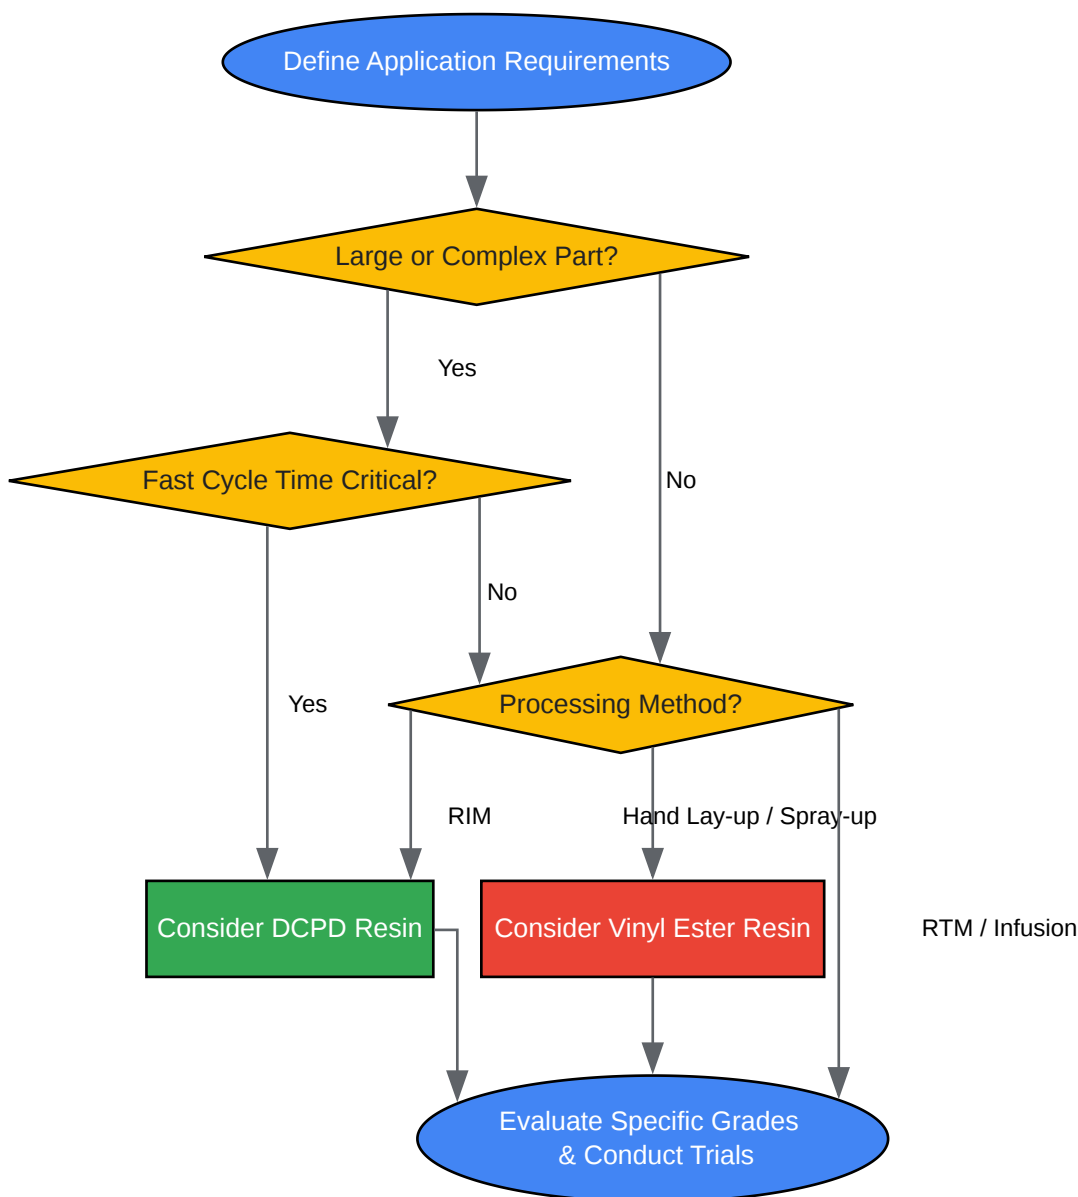 Define Application Requirements
Large or Complex Part?
Yes
Fast Cycle Time Critical?
No
No
Yes
Processing Method?
RIM
Hand Lay-up / Spray-up
Consider DCPD Resin
Consider Vinyl Ester Resin
RTM / Infusion
Evaluate Specific Grades
& Conduct Trials